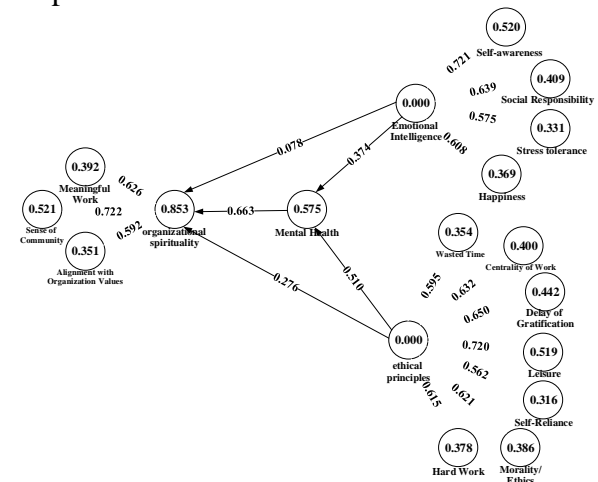 0.520
Self-awareness
0.721
0.409
0.639
Social Responsibility
0.000
Emotional
Intelligence
0.575
0.331
Stress tolerance
0.608
0.369
Happiness
0.078
0.374
0.392
Meaningful
Work
0.626
0.521
Sense of
Community
0.722
0.351
Alignment with
Organization Values
0.592
0.853
organizational
spirituality
0.663
0.575
Mental Health
0.276
0.510
0.354
Wasted Time
0.400
Centrality of Work
0.595
0.632
0.442
Delay of
Gratification
0.650
0.000
ethical
principles
0.720
0.519
Leisure
0.562
0.316
Self-Reliance
0.615
0.621
0.378
Hard Work
0.386
Morality/
Ethics